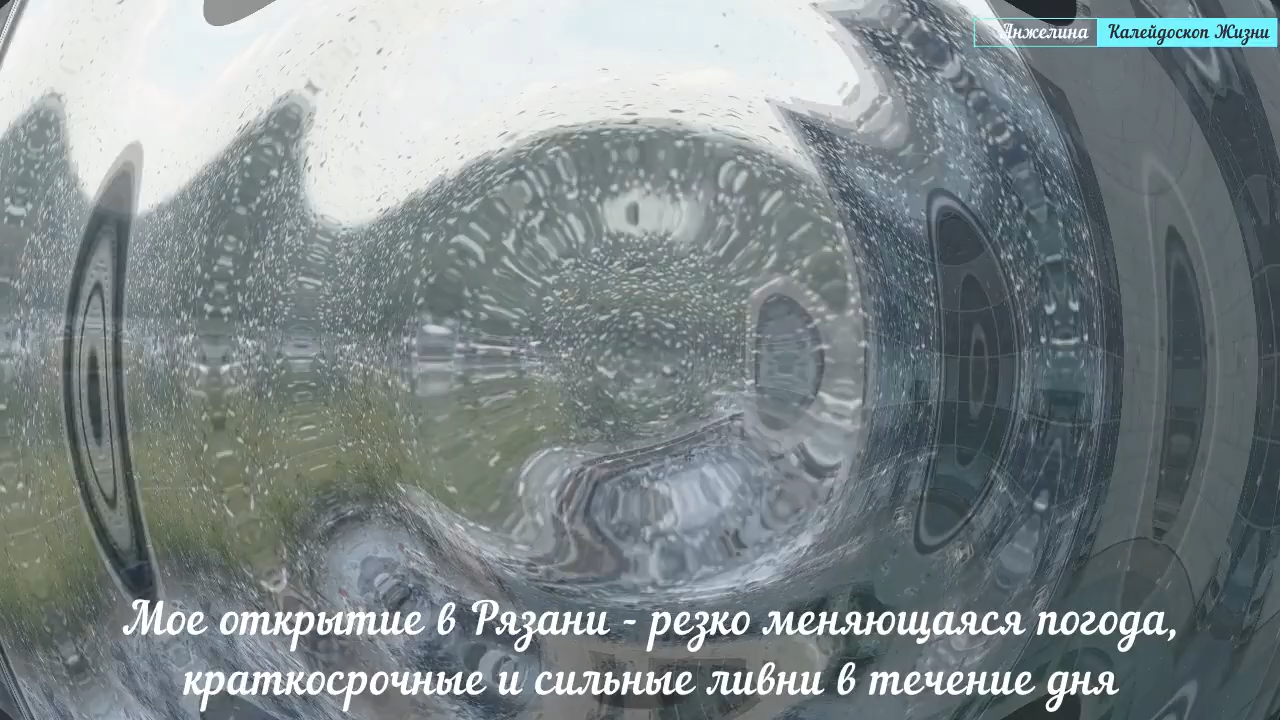 Анжелина Калейдоскоп Жизни
Мое открытие в Рязани - резко меняющаяся погода,
краткосрочные и сильные ливни в течение дня